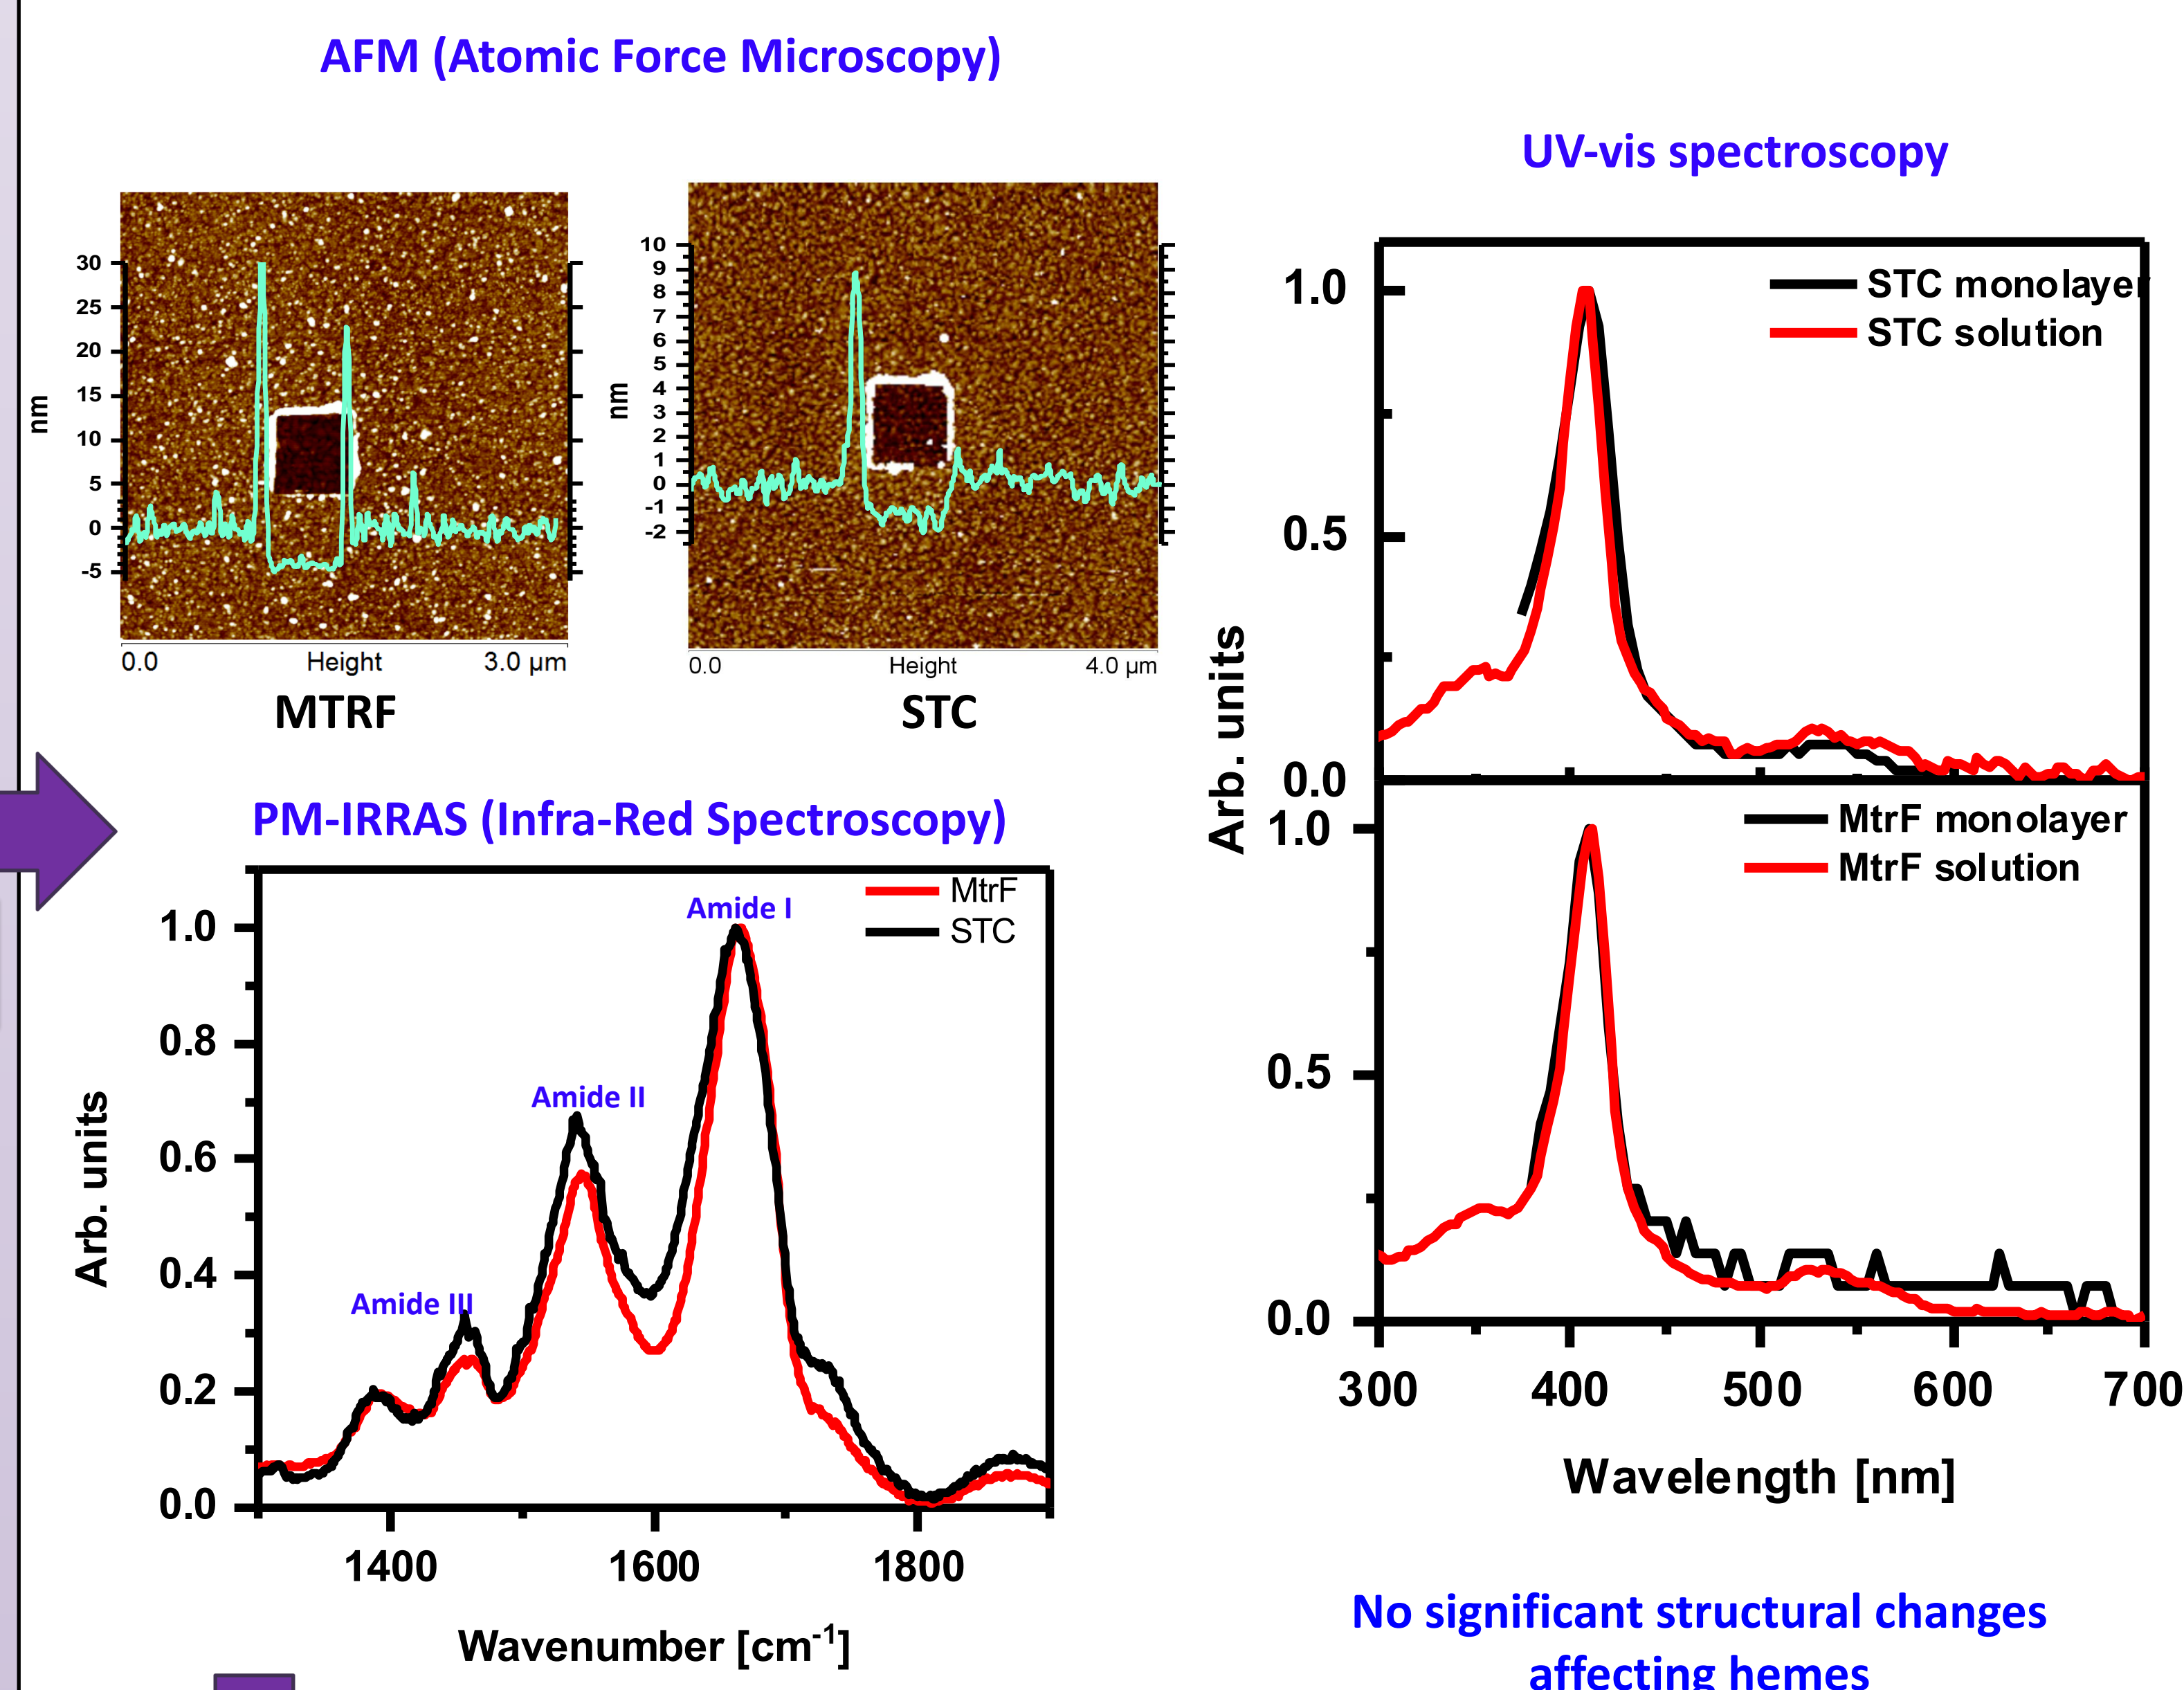 AFM (Atomic Force Microscopy)
30
25
20
15
10
5
0
-5
nm
0.0 Height 3.0 µm
MTRF
10
9
8
7
6
5
4
3
2
1
0
-1
-2
nm
0.0 Height 4.0 µm
STC
PM-IRRAS (Infra-Red Spectroscopy)
MtrF
STC
Amide I
Amide II
Amide III
1.0
0.8
0.6
0.4
0.2
0.0
Arb. units
1400 1600 1800
Wavenumber [cm⁻¹]
UV-vis spectroscopy
STC monolayer
STC solution
1.0
0.5
0.0
Arb. units
MtrF monolayer
MtrF solution
1.0
0.5
0.0
300 400 500 600 700
Wavelength [nm]
No significant structural changes
affecting hemes